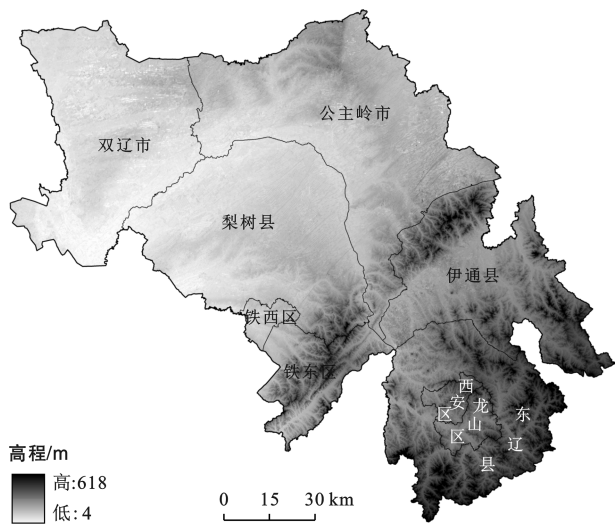 公主岭市
双辽市
梨树县
伊通县
铁西区
铁东区
西安区
龙山区
东辽县
高程/m
高:618
低:4
0 15 30 km